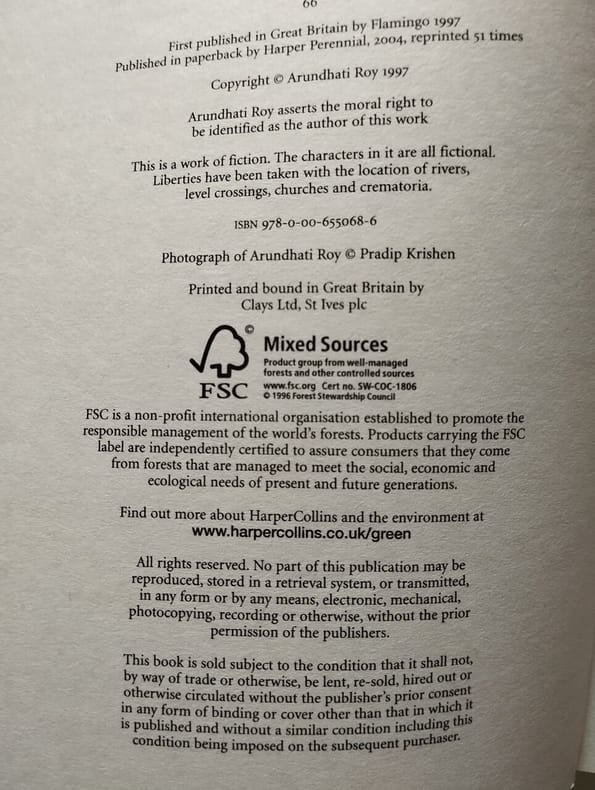 66
First published in Great Britain by Flamingo 1997
Published in paperback by Harper Perennial, 2004, reprinted 51 times
Copyright © Arundhati Roy 1997
Arundhati Roy asserts the moral right to
be identified as the author of this work
This is a work of fiction. The characters in it are all fictional.
Liberties have been taken with the location of rivers,
level crossings, churches and crematoria.
ISBN 978-0-00-655068-6
Photograph of Arundhati Roy © Pradip Krishen
Printed and bound in Great Britain by
Clays Ltd, St Ives plc
©
FSC
Mixed Sources
Product group from well-managed
forests and other controlled sources
www.fsc.org Cert no. SW-COC-1806
© 1996 Forest Stewardship Council
FSC is a non-profit international organisation established to promote the
responsible management of the world's forests. Products carrying the FSC
label are independently certified to assure consumers that they come
from forests that are managed to meet the social, economic and
ecological needs of present and future generations.
Find out more about HarperCollins and the environment at
www.harpercollins.co.uk/green
All rights reserved. No part of this publication may be
reproduced, stored in a retrieval system, or transmitted,
in any form or by any means, electronic, mechanical,
photocopying, recording or otherwise, without the prior
permission of the publishers.
This book is sold subject to the condition that it shall not,
by way of trade or otherwise, be lent, re-sold, hired out or
otherwise circulated without the publisher's prior consent
in any form of binding or cover other than that in which it
is published and without a similar condition including this
condition being imposed on the subsequent purchaser.